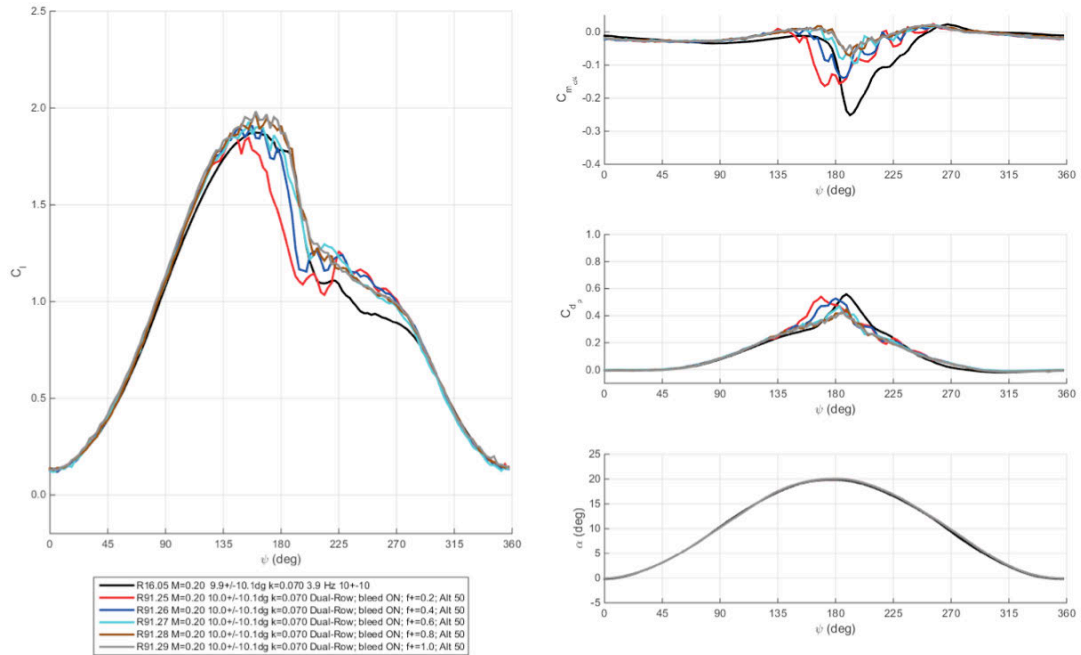 2.5
2.0
1.5
1.0
0.5
0.0
C_l
0 45 90 135 180 225 270 315 360
ψ (deg)
R16.05 M=0.20 9.9+/-10.1dg k=0.070 3.9 Hz 10+-10
R91.25 M=0.20 10.0+/-10.1dg k=0.070 Dual-Row; bleed ON; f+=0.2; Alt 50
R91.26 M=0.20 10.0+/-10.1dg k=0.070 Dual-Row; bleed ON; f+=0.4; Alt 50
R91.27 M=0.20 10.0+/-10.1dg k=0.070 Dual-Row; bleed ON; f+=0.6; Alt 50
R91.28 M=0.20 10.0+/-10.1dg k=0.070 Dual-Row; bleed ON; f+=0.8; Alt 50
R91.29 M=0.20 10.0+/-10.1dg k=0.070 Dual-Row; bleed ON; f+=1.0; Alt 50
0.0
-0.1
-0.2
-0.3
-0.4
0 45 90 135 180 225 270 315 360
ψ (deg)
1.0
0.8
0.6
0.4
0.2
0.0
C_d_p
0 45 90 135 180 225 270 315 360
ψ (deg)
25
20
15
10
5
0
-5
α (deg)
0 45 90 135 180 225 270 315 360
ψ (deg)